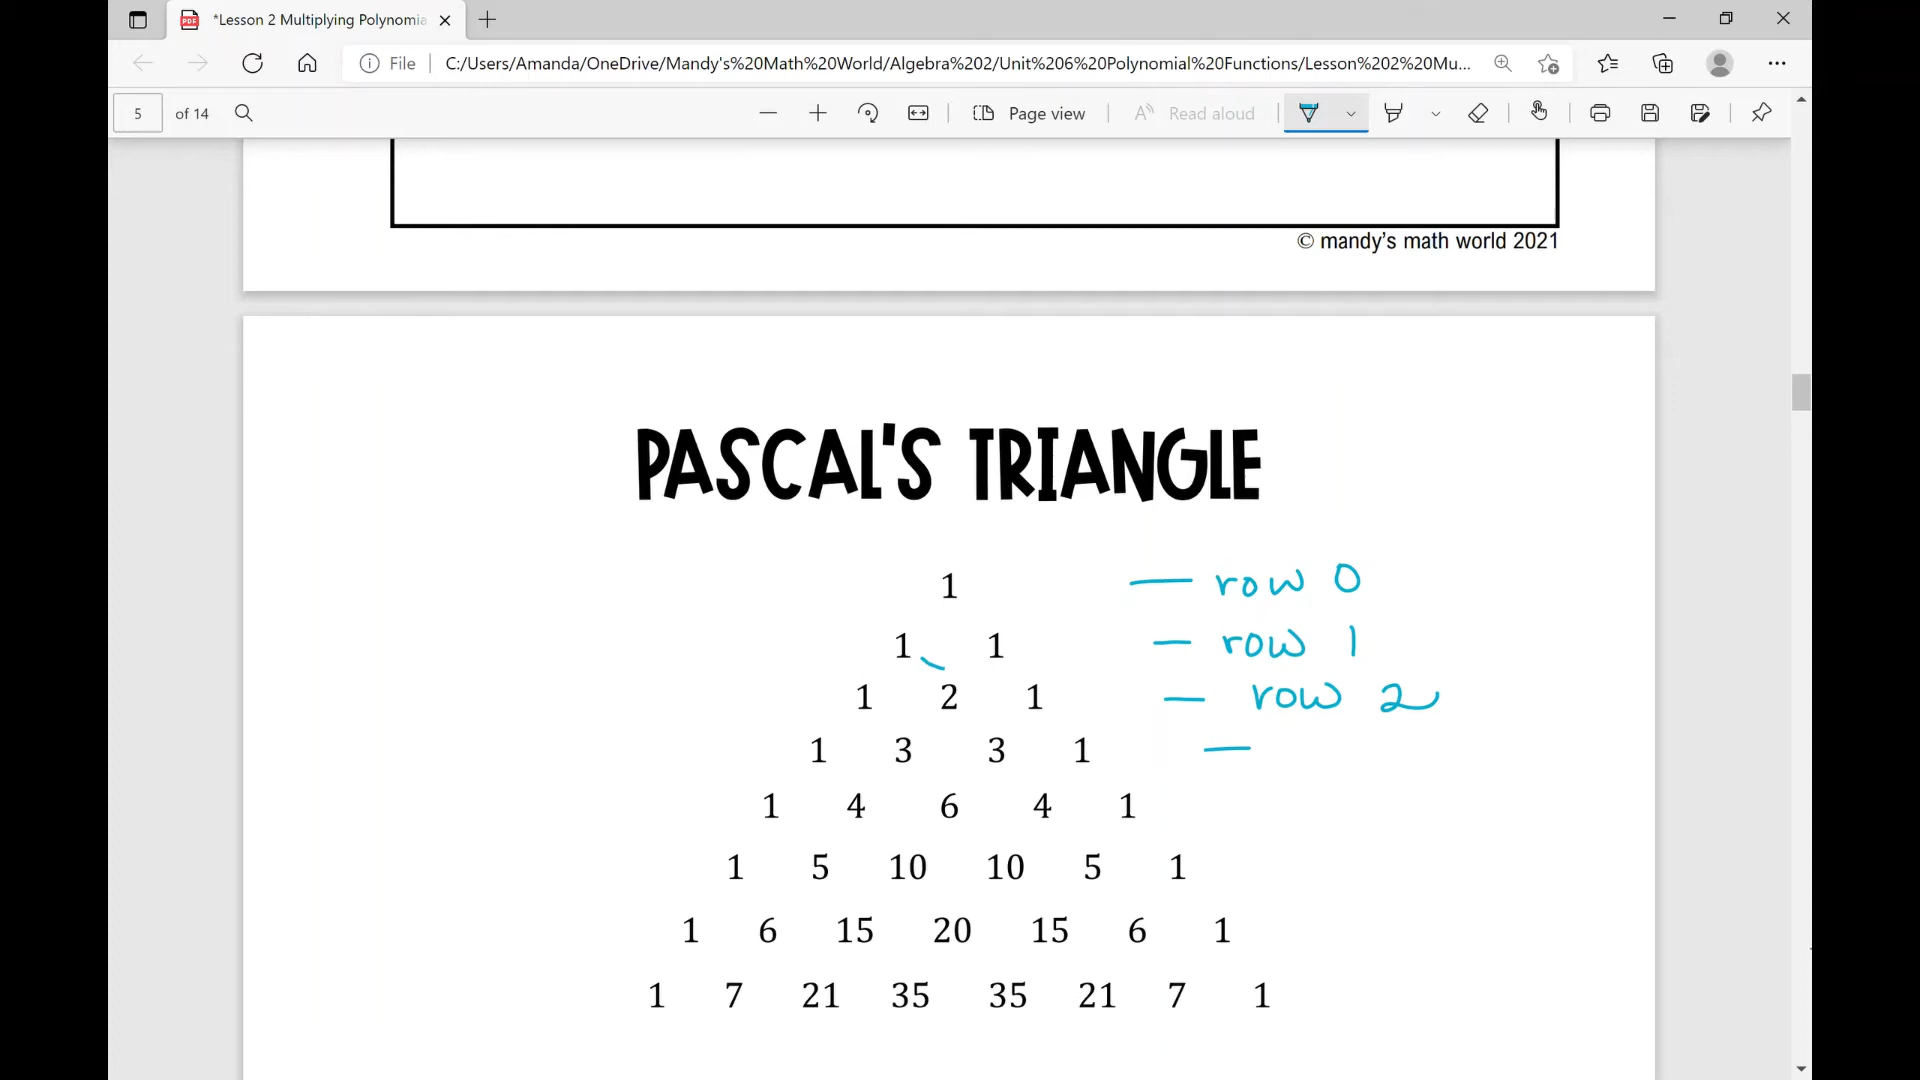 *Lesson 2 Multiplying Polynomia
File C:/Users/Amanda/OneDrive/Mandy's%20Math%20World/Algebra%202/Unit%206%20Polynomial%20Functions/Lesson%202%20Mu...
5 of 14 Page view Read aloud
© mandy's math world 2021
PASCAL'S TRIANGLE
1 — row 0
1 1 — row 1
1 2 1 — row 2
1 3 3 1 —
1 4 6 4 1
1 5 10 10 5 1
1 6 15 20 15 6 1
1 7 21 35 35 21 7 1